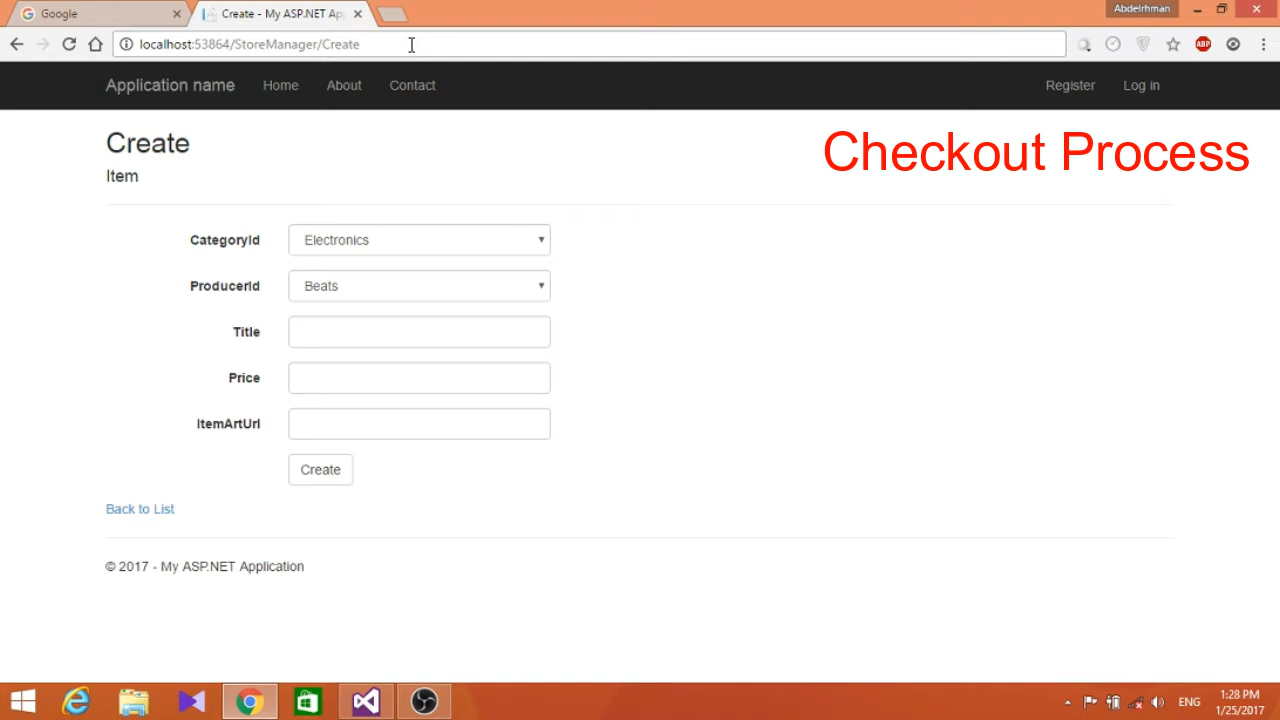 Google
Create - My ASP.NET Ap
Abdelrhman
localhost:53864/StoreManager/Create
ABP
Application name
Home
About
Contact
Register
Log in
Create
Checkout Process
Item
CategoryId
Electronics
ProducerId
Beats
Title
Price
ItemArtUrl
Create
Back to List
© 2017 - My ASP.NET Application
ENG
1:28 PM
1/25/2017